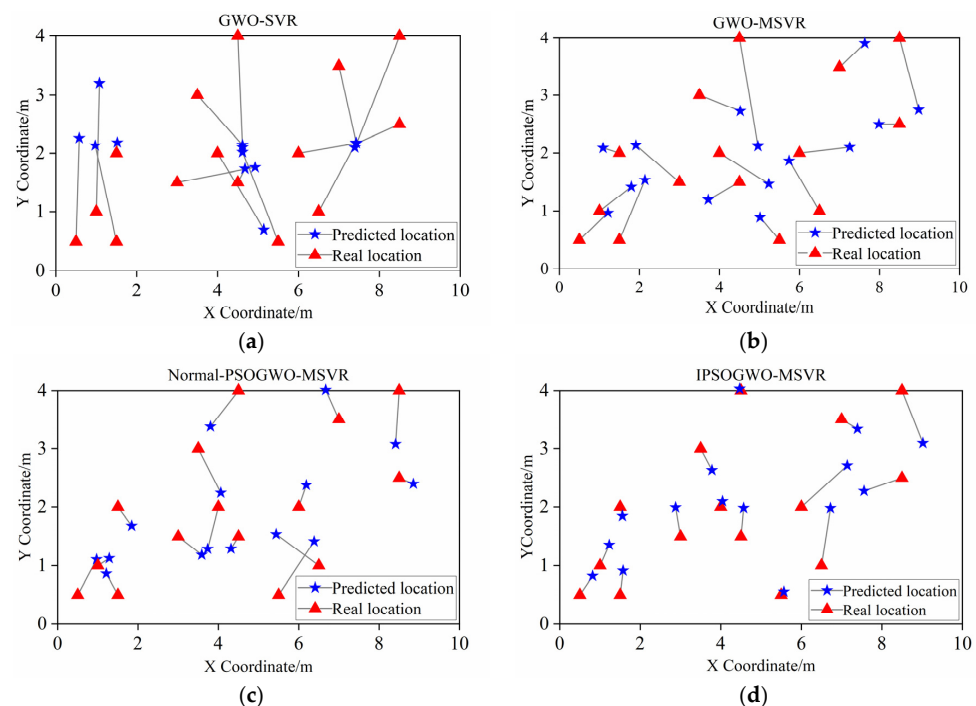 GWO-SVR
4
3
2
1
0
0 2 4 6 8 10
Y Coordinate/m
X Coordinate/m
Predicted location
Real location
(a)
GWO-MSVR
4
3
2
1
0
0 2 4 6 8 10
Y Coordinate/m
X Coordinate/m
Predicted location
Real location
(b)
Normal-PSOGWO-MSVR
4
3
2
1
0
0 2 4 6 8 10
Y Coordinate/m
X Coordinate/m
Predicted location
Real location
(c)
IPSOGWO-MSVR
4
3
2
1
0
0 2 4 6 8 10
YCoordinate/m
X Coordinate/m
Predicted location
Real location
(d)